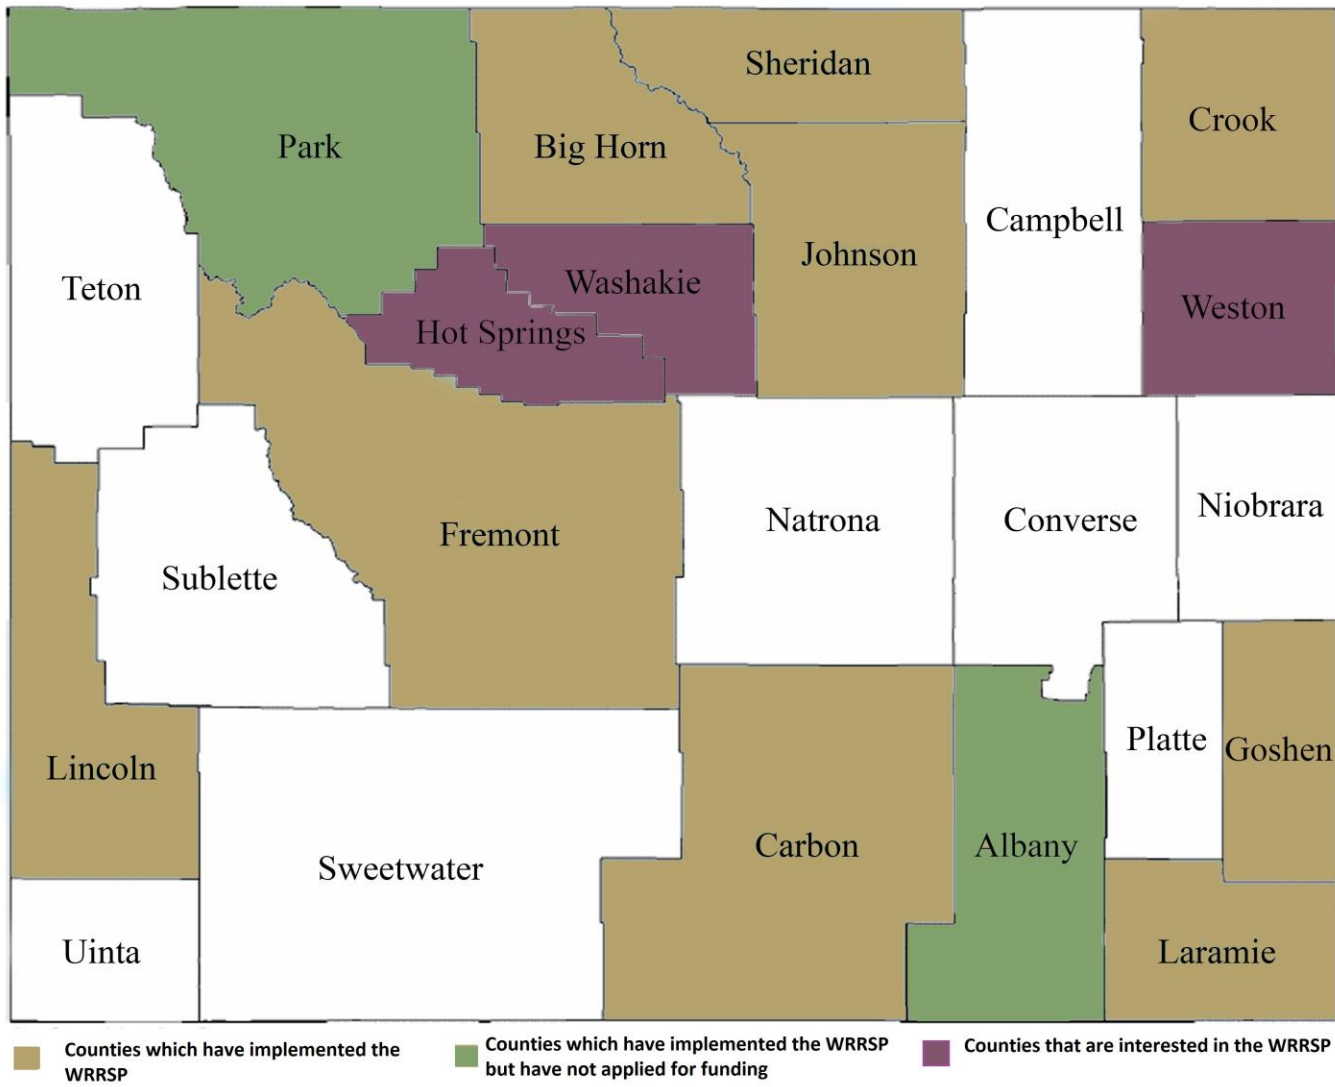 Sheridan
Crook
Park
Big Horn
Campbell
Johnson
Teton
Washakie
Weston
Hot Springs
Fremont
Natrona
Converse
Niobrara
Sublette
Platte
Goshen
Lincoln
Carbon
Albany
Sweetwater
Uinta
Laramie
Counties which have implemented the
WRRSP
Counties which have implemented the WRRSP
but have not applied for funding
Counties that are interested in the WRRSP